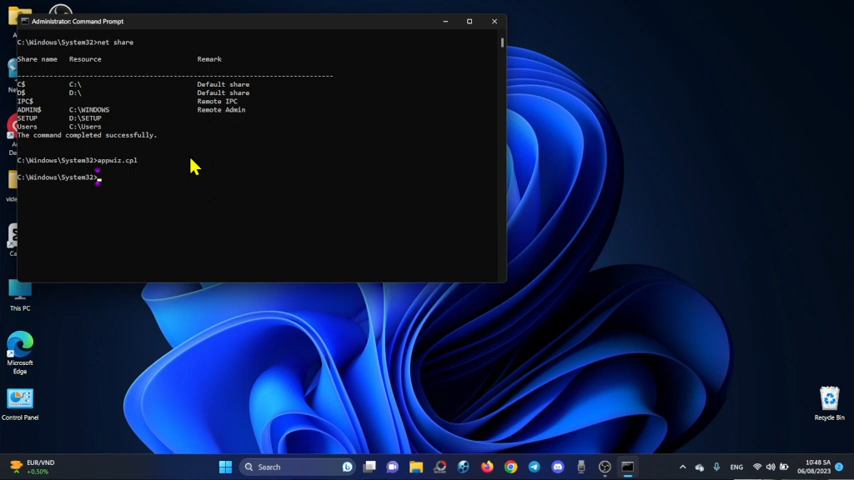 Administrator: Command Prompt
C:\Windows\System32>net share
Share name Resource Remark
-------------------------------------------------------------------------------
C$ C:\ Default share
D$ D:\ Default share
IPC$ Remote IPC
ADMIN$ C:\WINDOWS Remote Admin
SETUP D:\SETUP
Users C:\Users
The command completed successfully.
C:\Windows\System32>appwiz.cpl
C:\Windows\System32>
This PC
Microsoft
Edge
Control Panel
Recycle Bin
EUR/VND
+0,50%
Search
ENG
10:48 SA
06/08/2023
2